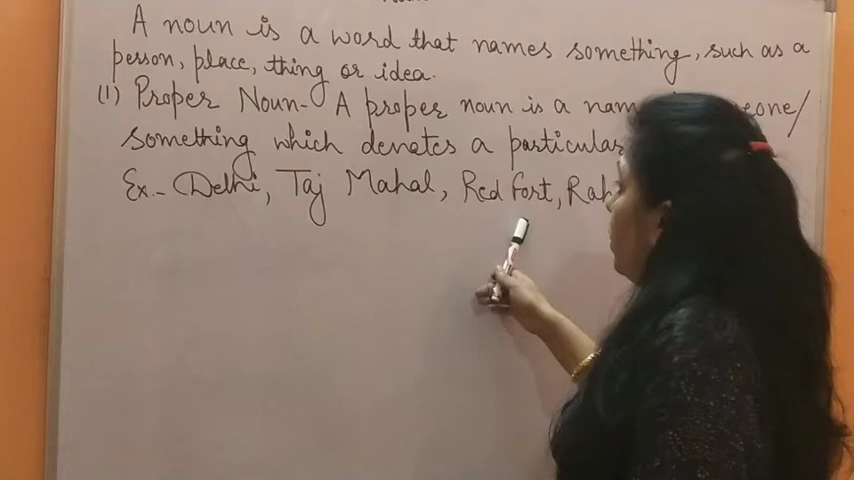 A noun is a word that names something, such as a
person, place, thing or idea.
(1) Proper Noun- A proper noun is a eone/
something which denotes a particular
Ex.- Delhi, Taj Mahal, Red Fort,